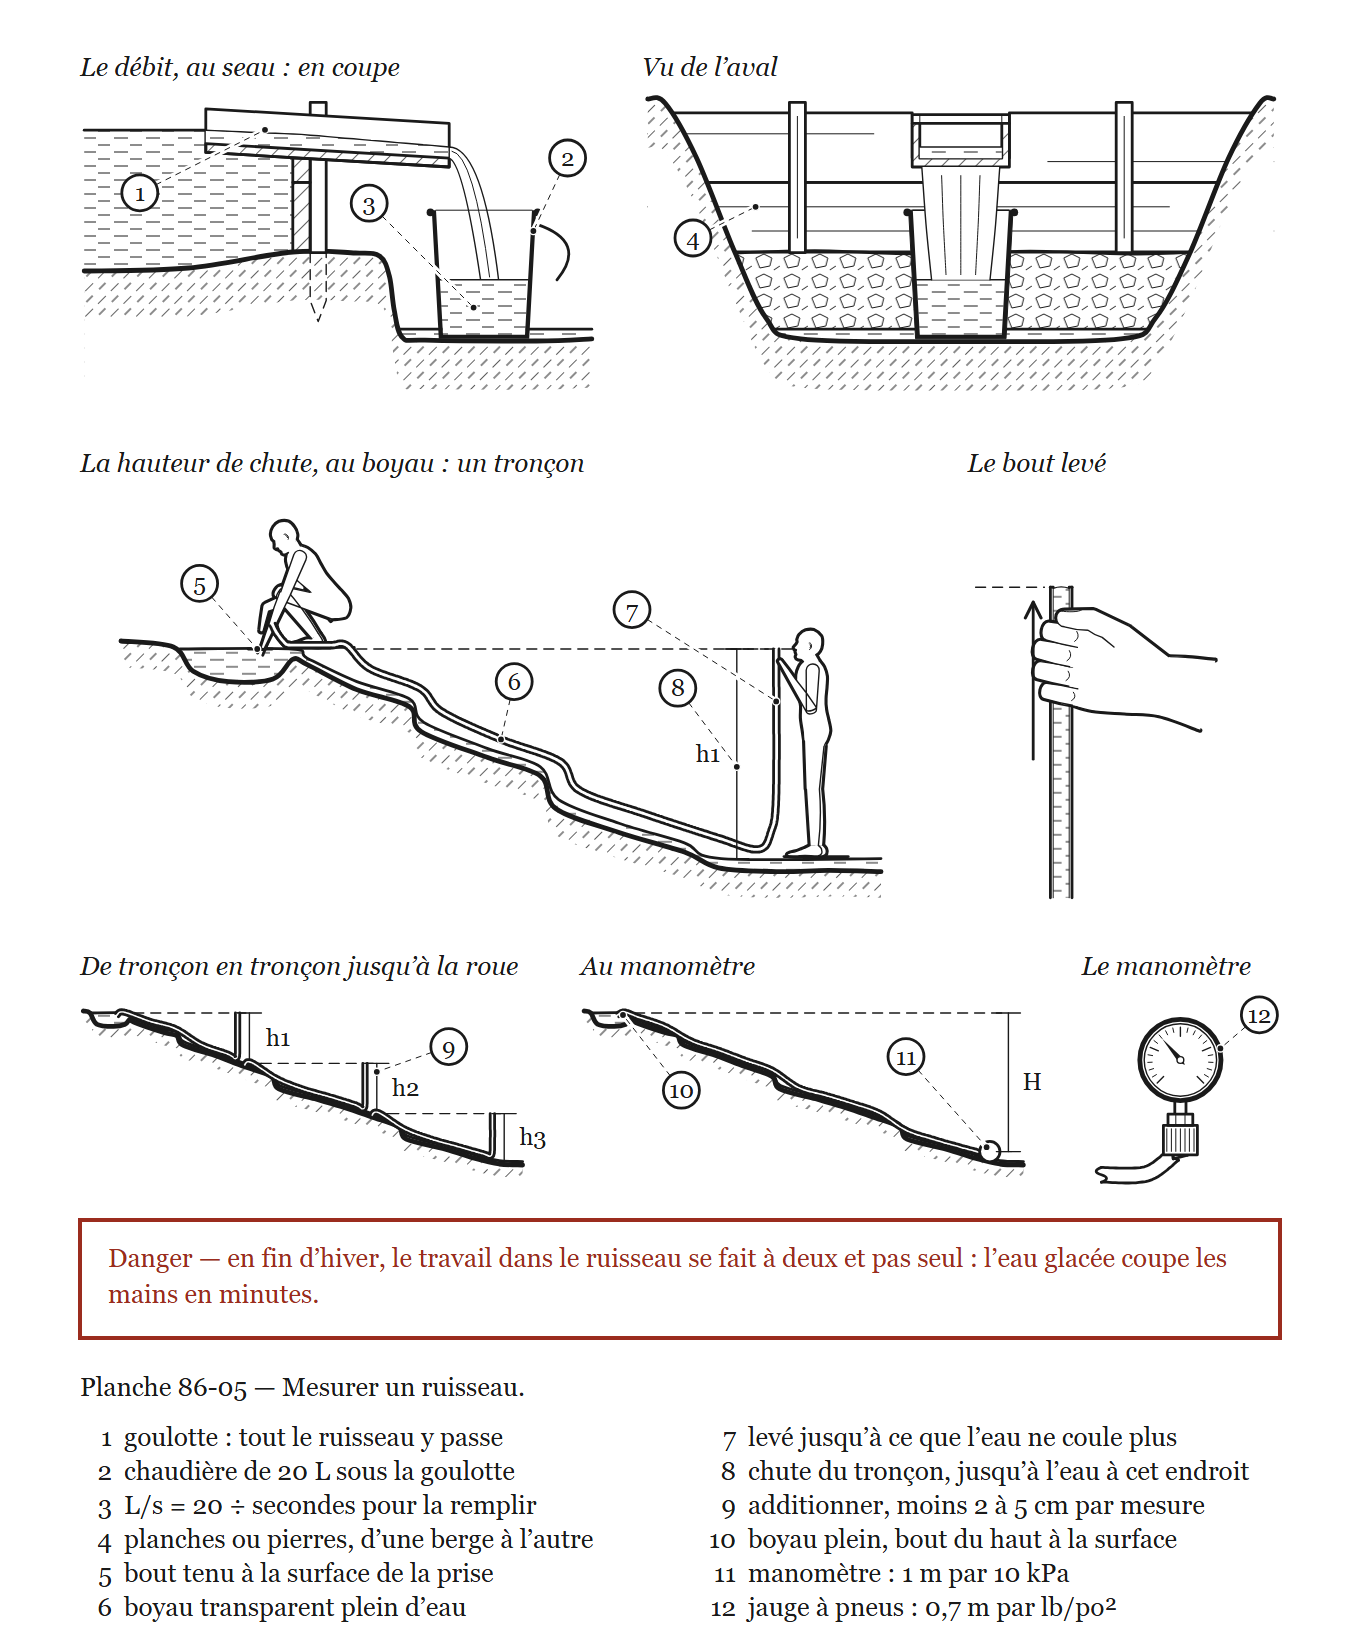 Le débit, au seau : en coupe
Vu de l’aval
1
2
3
4
La hauteur de chute, au boyau : un tronçon
Le bout levé
5
6
7
8
h1
De tronçon en tronçon jusqu’à la roue
Au manomètre
Le manomètre
h1
h2
h3
9
10
11
H
12
Danger — en fin d’hiver, le travail dans le ruisseau se fait à deux et pas seul : l’eau glacée coupe les
mains en minutes.
Planche 86-05 — Mesurer un ruisseau.
1 goulotte : tout le ruisseau y passe
2 chaudière de 20 L sous la goulotte
3 L/s = 20 ÷ secondes pour la remplir
4 planches ou pierres, d’une berge à l’autre
5 bout tenu à la surface de la prise
6 boyau transparent plein d’eau
7 levé jusqu’à ce que l’eau ne coule plus
8 chute du tronçon, jusqu’à l’eau à cet endroit
9 additionner, moins 2 à 5 cm par mesure
10 boyau plein, bout du haut à la surface
11 manomètre : 1 m par 10 kPa
12 jauge à pneus : 0,7 m par lb/po²